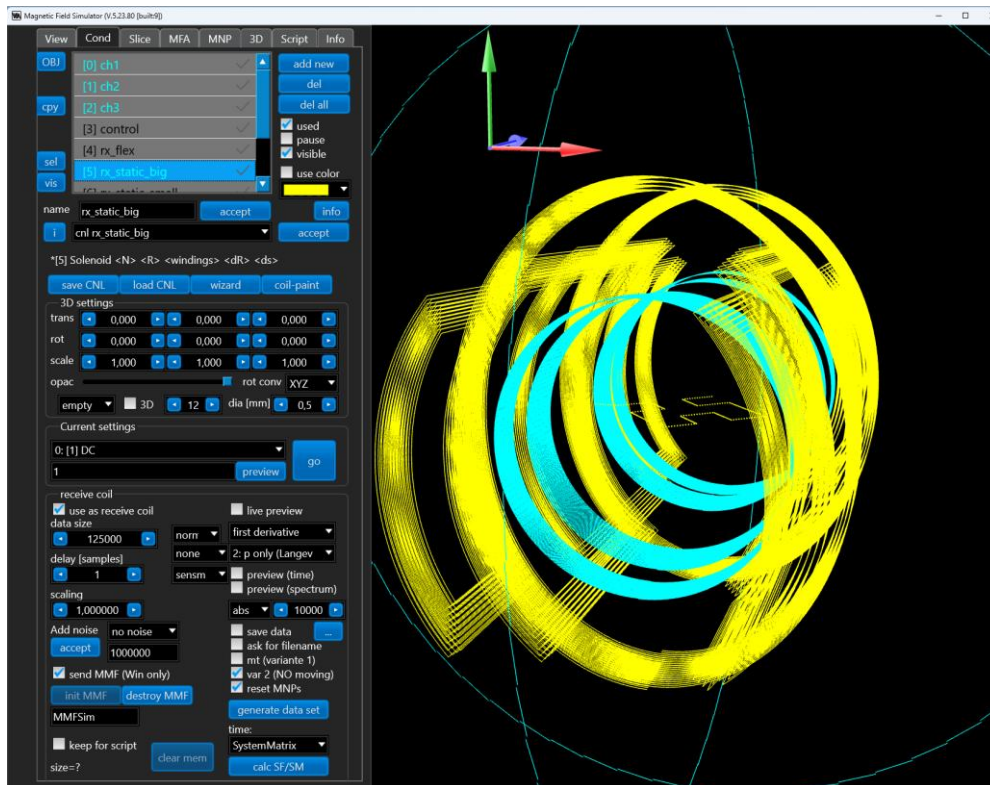 Magnetic Field Simulator (V.5.23.80 [built:9])
View Cond Slice MFA MNP 3D Script Info
OBJ
[0] ch1
add new
[1] ch2
del
cpy
[2] ch3
del all
[3] control
used
pause
[4] rx_flex
visible
sel
[5] rx_static_big
use color
vis
[6] rx_static_small
name rx_static_big accept info
i cnl rx_static_big accept
*[5] Solenoid <N> <R> <windings> <dR> <ds>
save CNL load CNL wizard coil-paint
3D settings
trans 0,000 0,000 0,000
rot 0,000 0,000 0,000
scale 1,000 1,000 1,000
opac rot conv XYZ
empty 3D 12 dia [mm] 0,5
Current settings
0: [1] DC
go
1 preview
receive coil
use as receive coil live preview
data size
125000 norm first derivative
delay [samples] none 2: p only (Langev
1 sensm preview (time)
preview (spectrum)
scaling
1,000000 abs 10000
Add noise no noise save data ...
accept 1000000 ask for filename
mt (variante 1)
send MMF (Win only) var 2 (NO moving)
reset MNPs
init MMF destroy MMF
generate data set
MMFSim
time:
keep for script SystemMatrix
clear mem
size=? calc SF/SM